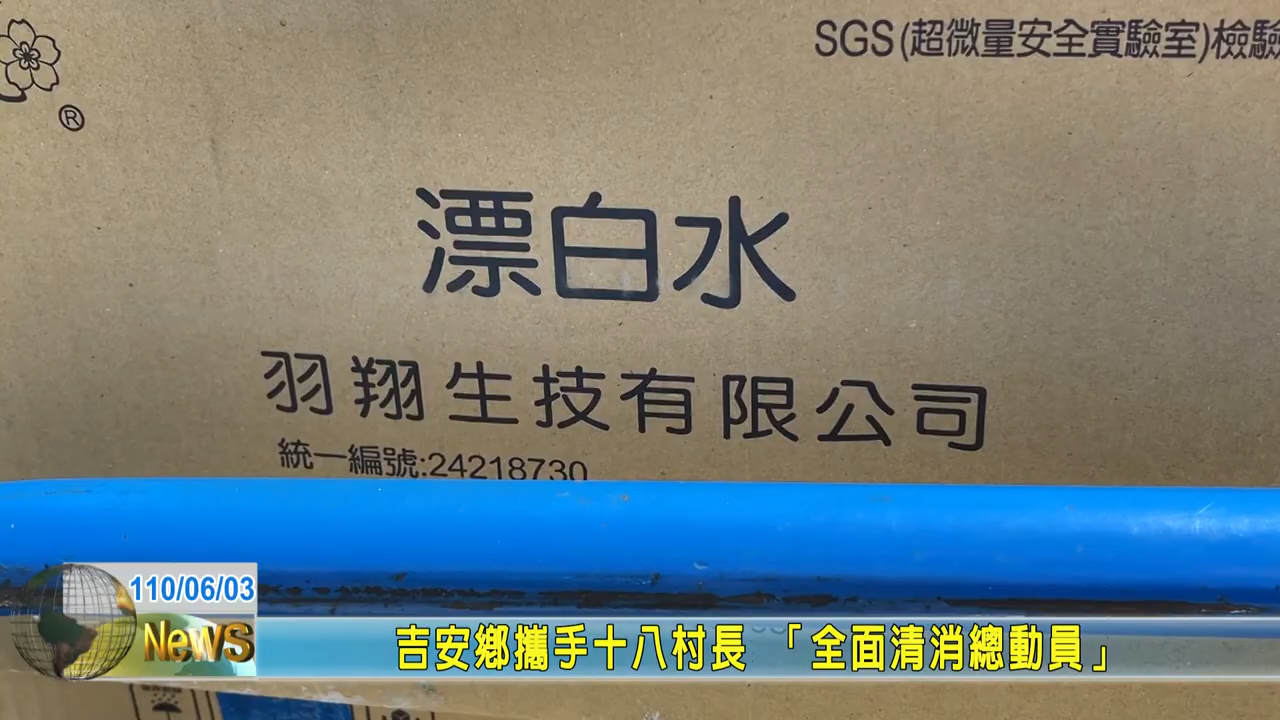 SGS(超微量安全實驗室)檢驗
®
漂白水
羽翔生技有限公司
統一編號:24218730
110/06/03
News
吉安鄉攜手十八村長 「全面清消總動員」